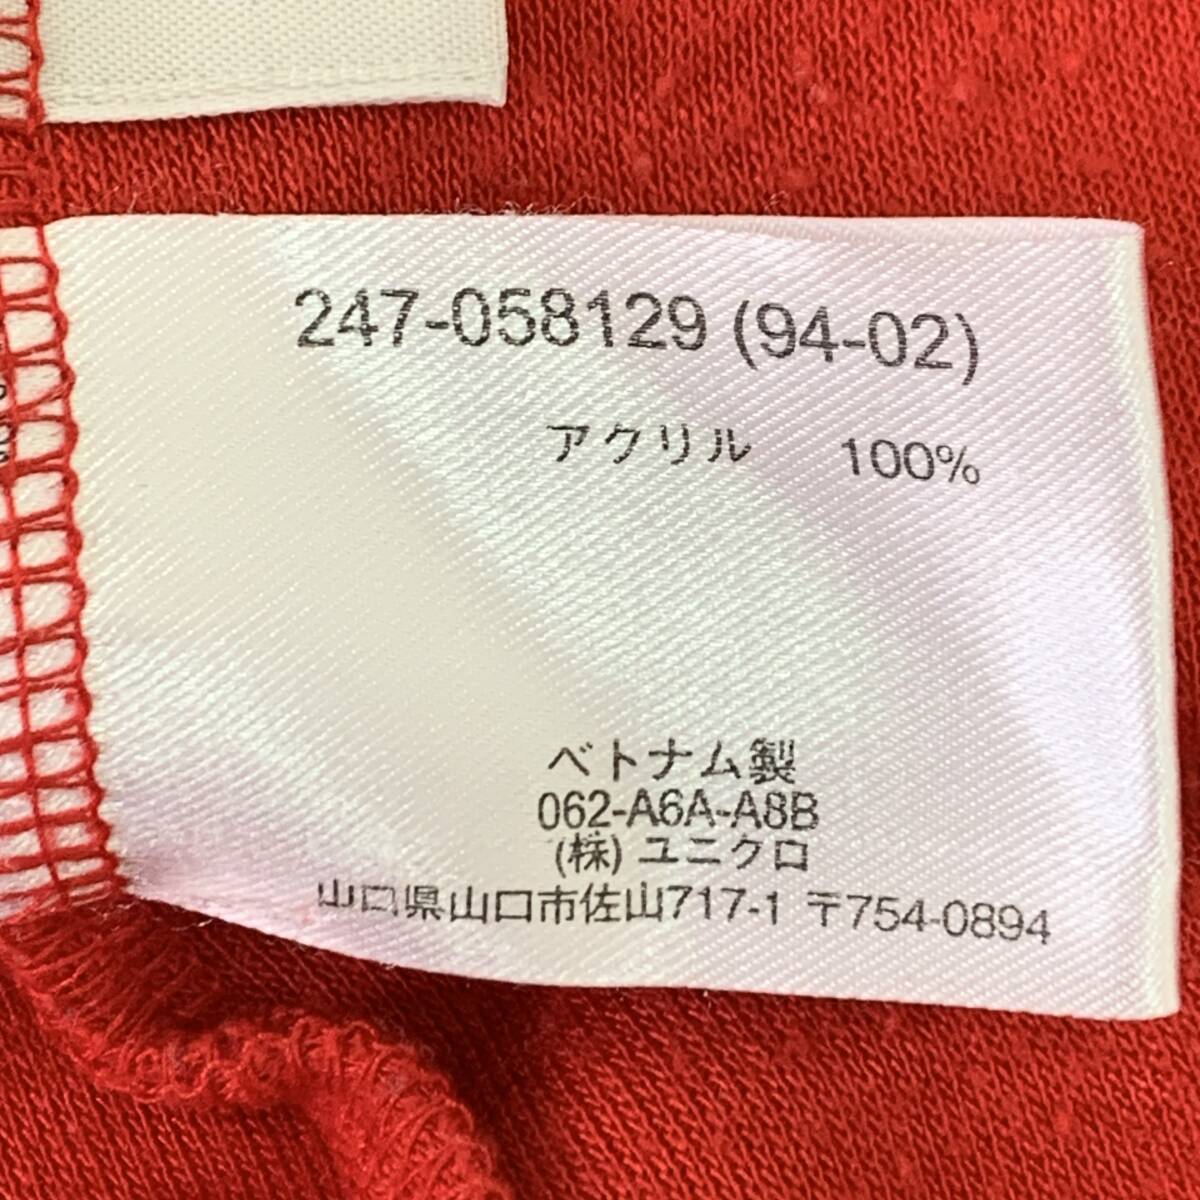 247-058129 (94-02)
アクリル 100%
ベトナム製
062-A6A-A8B
(株) ユニクロ
山口県山口市佐山717-1 〒754-0894